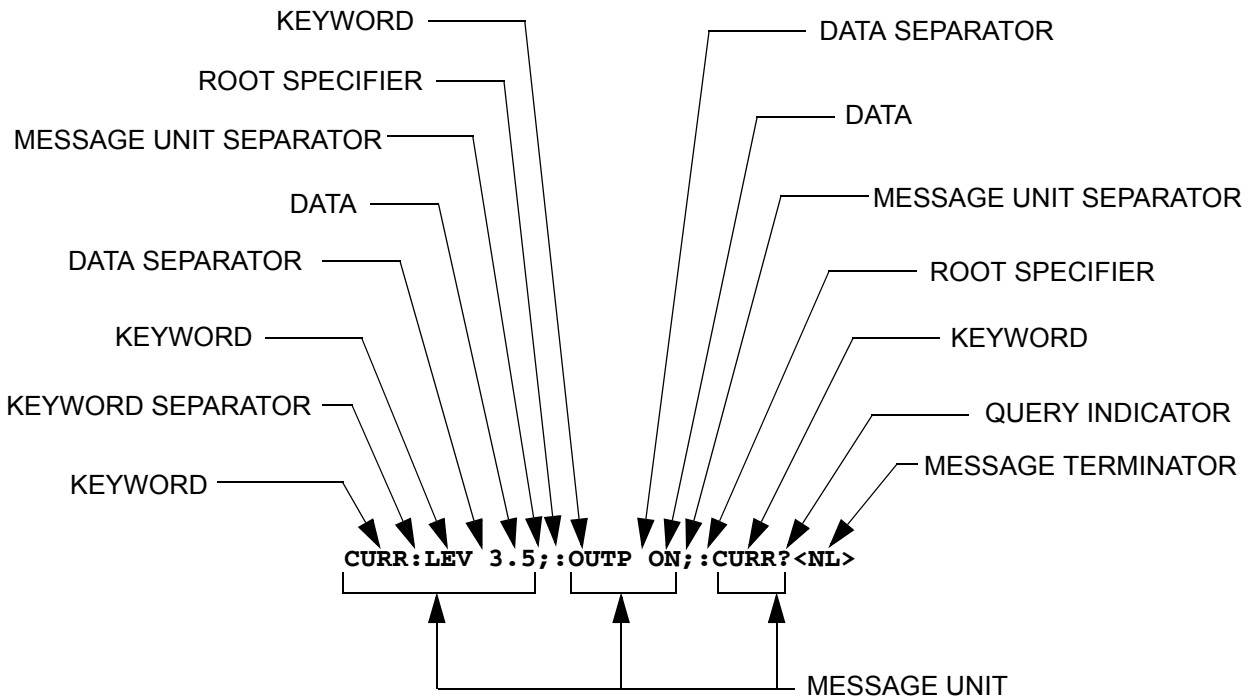 KEYWORD
DATA SEPARATOR
ROOT SPECIFIER
DATA
MESSAGE UNIT SEPARATOR
MESSAGE UNIT SEPARATOR
DATA
DATA SEPARATOR
ROOT SPECIFIER
KEYWORD
KEYWORD
KEYWORD SEPARATOR
QUERY INDICATOR
KEYWORD
MESSAGE TERMINATOR
CURR:LEV 3.5;:OUTP ON;:CURR?<NL>
MESSAGE UNIT